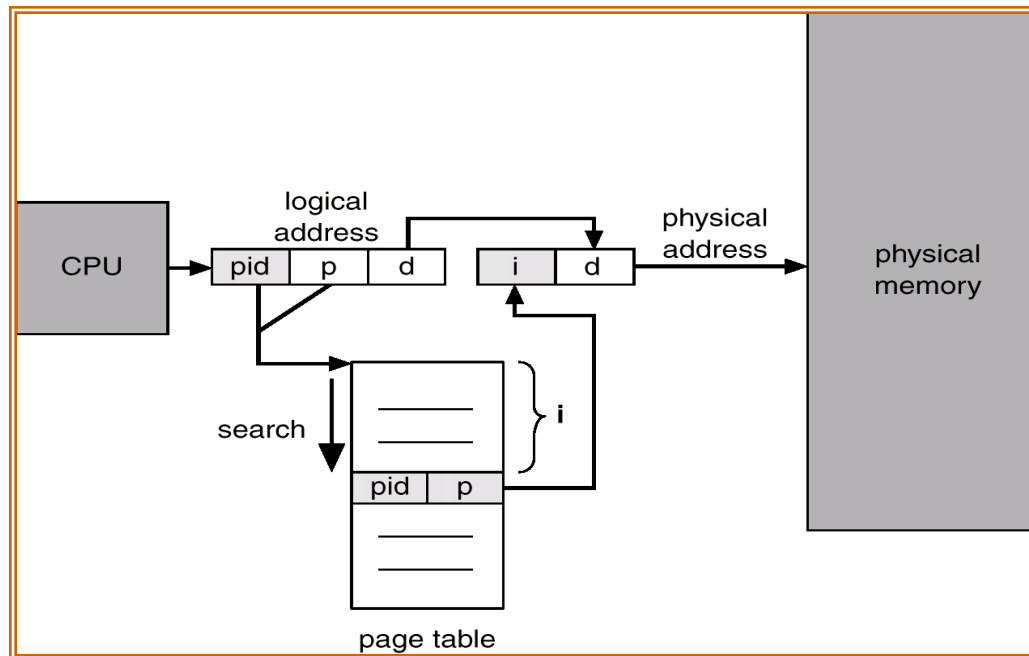 logical
address
physical
address
CPU
pid p d
i d
physical
memory
search
i
pid p
page table